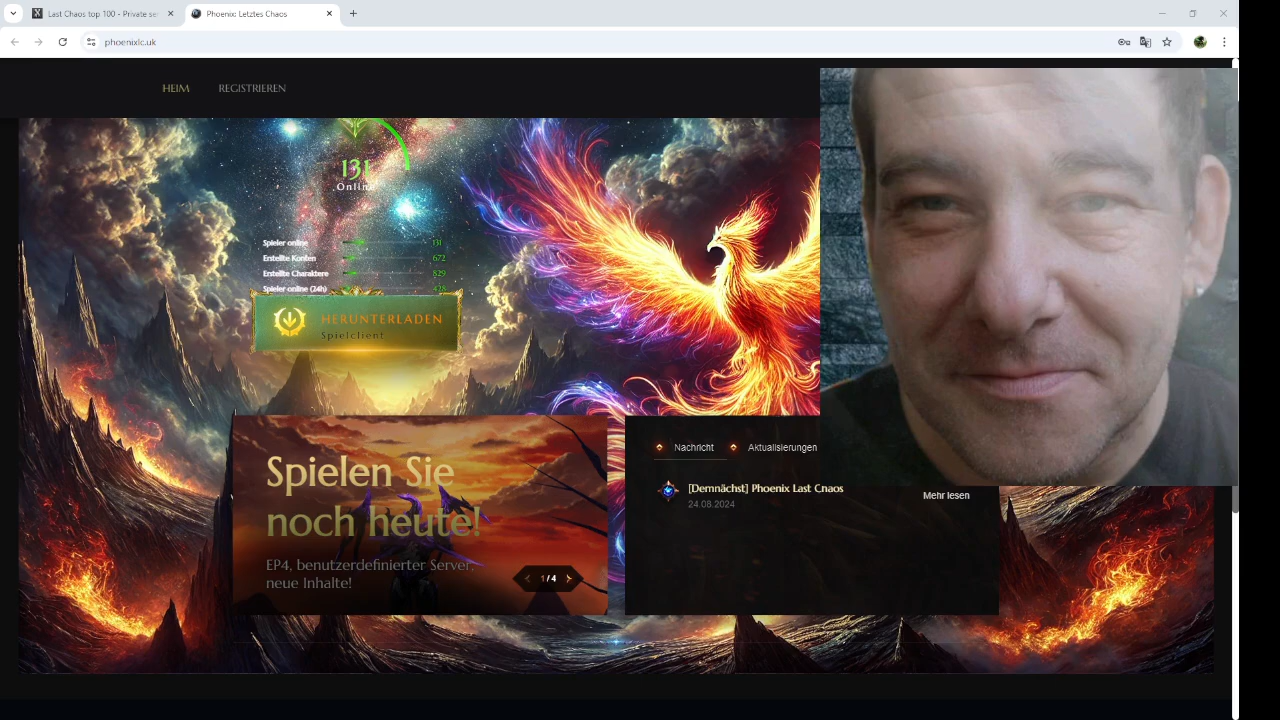 Last Chaos top 100 - Private ser
Phoenix: Letztes Chaos
phoenixlc.uk
HEIM
REGISTRIEREN
131
Online
Spieler online 131
Erstellte Konten 672
Erstellte Charaktere 829
Spieler online (24h) 428
HERUNTERLADEN
Spielclient
Spielen Sie
noch heute!
EP4, benutzerdefinierter Server,
neue Inhalte!
1 / 4
Nachricht
Aktualisierungen
[Demnächst] Phoenix Last Cnaos
24.08.2024
Mehr lesen